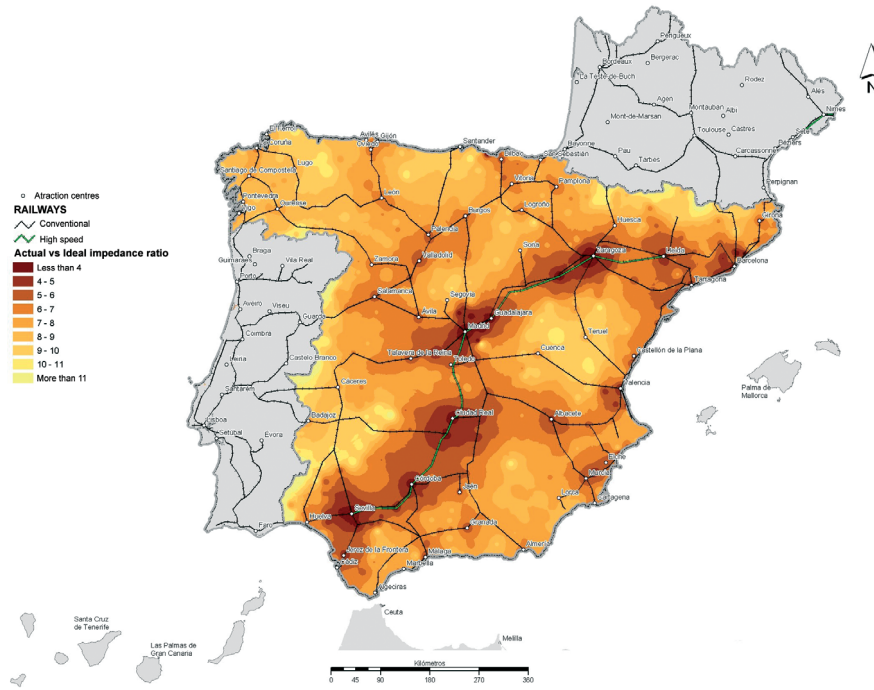 Atraction centres
RAILWAYS
Conventional
High speed
Actual vs Ideal impedance ratio
Less than 4
4 - 5
5 - 6
6 - 7
7 - 8
8 - 9
9 - 10
10 - 11
More than 11
N
Périgueux
Bordeaux
Bergerac
La Teste-de-Buch
Rodez
Agen
Alès
Montauban
Albi
Nîmes
Mont-de-Marsan
Castres
Toulouse
Béziers
Bayonne
Pau
Tarbes
Carcassonne
Perpignan
Avilés
Gijón
Oviedo
Santander
Bilbao
Lugo
Santiago de Compostela
Vitoria
Pamplona
Pontevedra
Vigo
Ourense
León
Burgos
Logroño
Huesca
Girona
Palencia
Braga
Guimaraes
Vila Real
Zamora
Valladolid
Soria
Zaragoza
Lleida
Barcelona
Porto
Salamanca
Segovia
Tarragona
Aveiro
Viseu
Guarda
Ávila
Guadalajara
Madrid
Coimbra
Teruel
Castelo Branco
Talavera de la Reina
Toledo
Cuenca
Castellón de la Plana
Leiria
Santarem
Cáceres
Valencia
Palma de
Mallorca
Lisboa
Setubal
Evora
Badajoz
Ciudad Real
Albacete
Elche
Murcia
Córdoba
Jaén
Lorca
Cartagena
Faro
Huelva
Sevilla
Granada
Almería
Jerez de la Frontera
Cádiz
Málaga
Marbella
Algeciras
Ceuta
Melilla
Santa Cruz
de Tenerife
Las Palmas de
Gran Canaria
Kilómetros
0 45 90 180 270 360